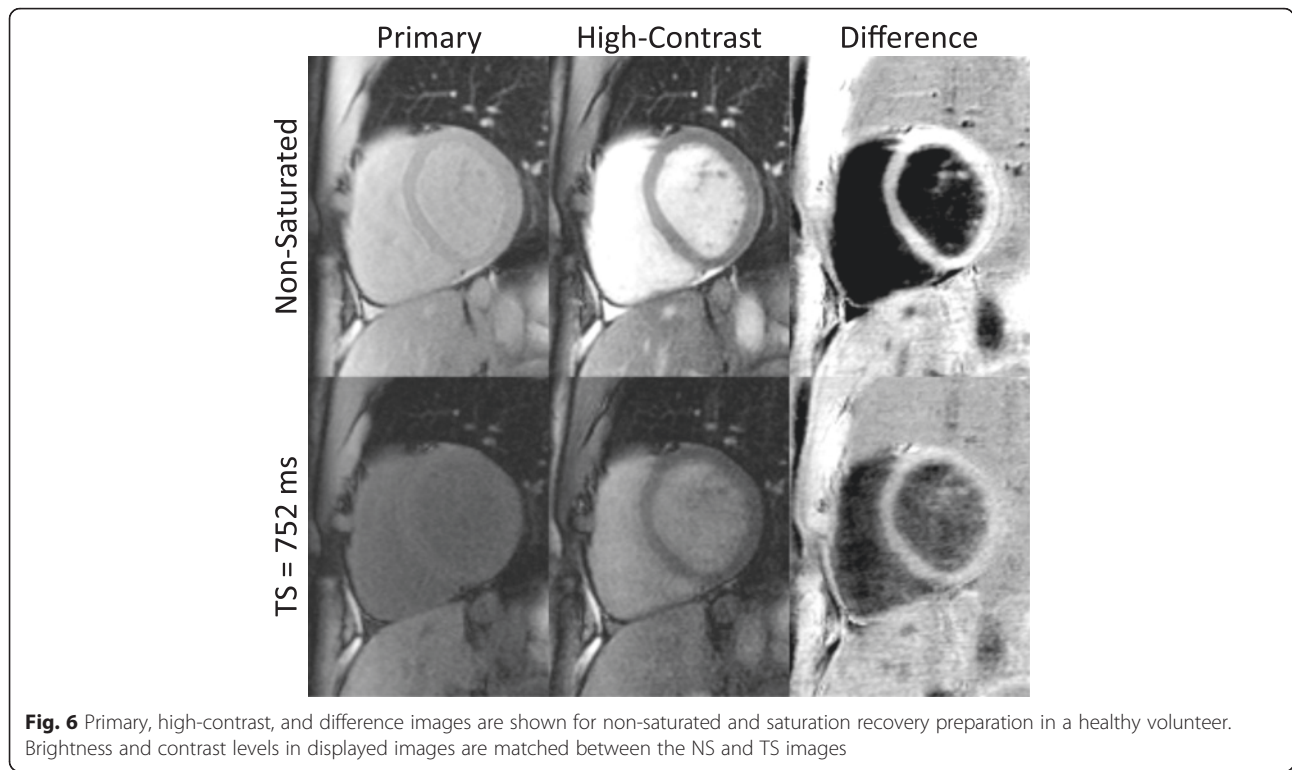 Primary High-Contrast Difference
Non-Saturated
TS = 752 ms
Fig. 6 Primary, high-contrast, and difference images are shown for non-saturated and saturation recovery preparation in a healthy volunteer.
Brightness and contrast levels in displayed images are matched between the NS and TS images